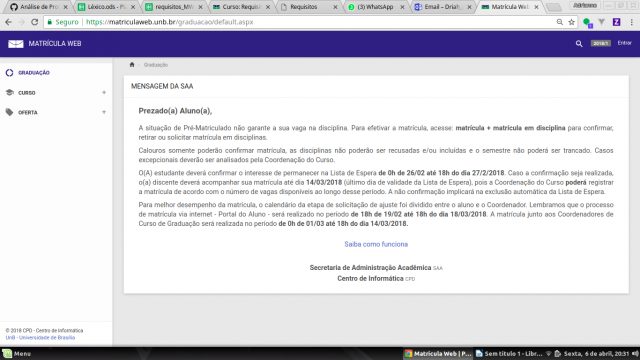 Análise de Pro
Léxico.ods - Pla
requisitos_MW
Curso: Requisi
Requisitos
(3) WhatsApp
Email – Drialy
Matrícula Web
Adrianne
Seguro
https://matriculaweb.unb.br/graduacao/default.aspx
MATRÍCULA WEB
2018/1
Entrar
GRADUAÇÃO
CURSO +
OFERTA +
Graduação
MENSAGEM DA SAA
Prezado(a) Aluno(a),
A situação de Pré-Matriculado não garante a sua vaga na disciplina. Para efetivar a matrícula, acesse: matrícula + matrícula em disciplina para confirmar,
retirar ou solicitar matrícula em disciplinas.
Calouros somente poderão confirmar matrícula, as disciplinas não poderão ser recusadas e/ou incluídas e o semestre não poderá ser trancado. Casos
excepcionais deverão ser analisados pela Coordenação do Curso.
O(A) estudante deverá confirmar o interesse de permanecer na Lista de Espera de 0h de 26/02 até 18h do dia 27/2/2018. Caso a confirmação seja realizada,
o(a) discente deverá acompanhar sua matrícula até dia 14/03/2018 (último dia de validade da Lista de Espera), pois a Coordenação do Curso poderá registrar
a matrícula de acordo com o número de vagas disponíveis ao longo desse período. A não confirmação implicará na exclusão automática da Lista de Espera.
Para melhor desempenho da matrícula, o calendário da etapa de solicitação de ajuste foi dividido entre o aluno e o Coordenador. Lembramos que o processo
de matrícula via internet - Portal do Aluno - será realizado no período de 18h de 19/02 até 18h do dia 18/03/2018. A matrícula junto aos Coordenadores
de Curso de Graduação será realizada no período de 0h de 01/03 até 18h do dia 14/03/2018.
Saiba como funciona
Secretaria de Administração Acadêmica SAA
Centro de Informática CPD
© 2018 CPD - Centro de Informática
UnB - Universidade de Brasília
Menu
Matrícula Web | P...
Sem título 1 - Libr...
Sexta, 6 de abril, 20:31